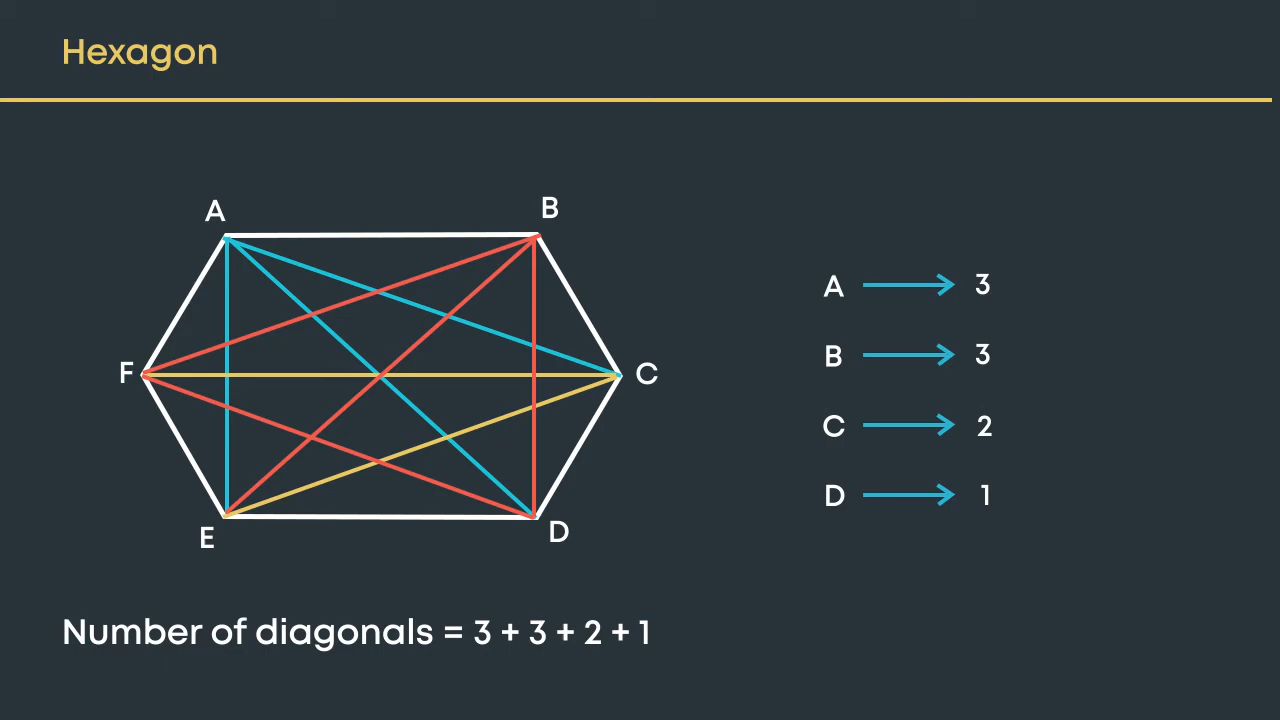 Hexagon
A
B
F
C
E
D
A 3
B 3
C 2
D 1
Number of diagonals = 3 + 3 + 2 + 1